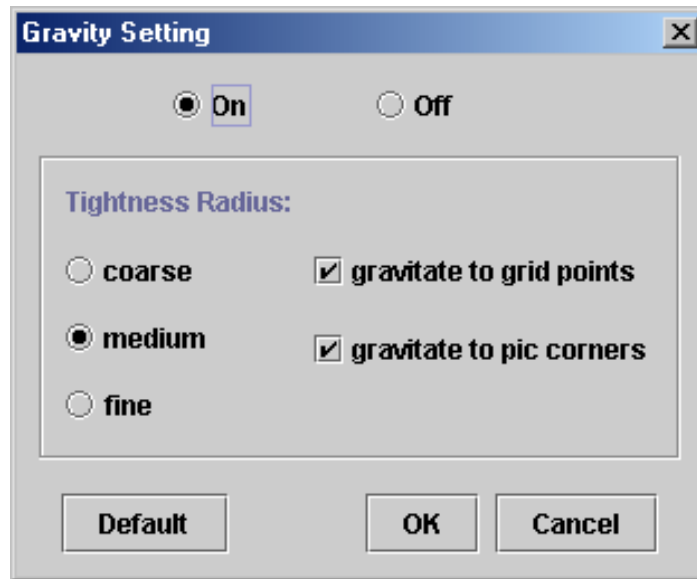 Gravity Setting
On Off
Tightness Radius:
coarse gravitate to grid points
medium gravitate to pic corners
fine
Default OK Cancel